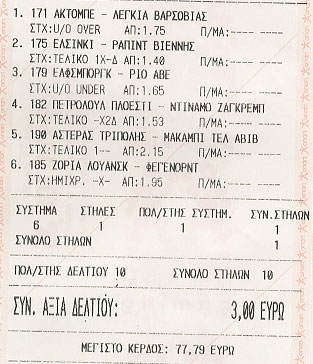 1. 171 ΑΚΤΟΜΠΕ - ΛΕΓΚΙΑ ΒΑΡΣΟΒΙΑΣ
ΣΤΧ:U/O OVER ΑΠ:1.75 Π/ΜΑ:----- -----
2. 175 ΕΛΣΙΝΚΙ - ΡΑΠΙΝΤ ΒΙΕΝΝΗΣ
ΣΤΧ:ΤΕΛΙΚΟ 1Χ-Δ ΑΠ:1.40 Π/ΜΑ:----- -----
3. 179 ΕΛΦΣΜΠΟΡΓΚ - ΡΙΟ ΑΒΕ
ΣΤΧ:U/O UNDER ΑΠ:1.65 Π/ΜΑ:----- -----
4. 182 ΠΕΤΡΟΛΟΥΛ ΠΛΟΕΣΤΙ - ΝΤΙΝΑΜΟ ΖΑΓΚΡΕΜΠ
ΣΤΧ:ΤΕΛΙΚΟ -Χ2Δ ΑΠ:1.53 Π/ΜΑ:----- -----
5. 190 ΑΣΤΕΡΑΣ ΤΡΙΠΟΛΗΣ - ΜΑΚΑΜΠΙ ΤΕΛ ΑΒΙΒ
ΣΤΧ:ΤΕΛΙΚΟ 1-- ΑΠ:2.15 Π/ΜΑ:----- -----
6. 185 ΖΟΡΙΑ ΛΟΥΑΝΣΚ - ΦΕΓΕΝΟΡΝΤ
ΣΤΧ:ΗΜΙΧΡ. -Χ- ΑΠ:1.95 Π/ΜΑ:----- -----
ΣΥΣΤΗΜΑ ΣΤΗΛΕΣ ΠΟΛ/ΣΤΗΣ ΣΥΣΤΗΜ. ΣΥΝ.ΣΤΗΛΩΝ
6 1 1 1
ΣΥΝΟΛΟ ΣΤΗΛΩΝ 1
ΠΟΛ/ΣΤΗΣ ΔΕΛΤΙΟΥ 10 ΣΥΝΟΛΟ ΣΤΗΛΩΝ 10
ΣΥΝ. ΑΞΙΑ ΔΕΛΤΙΟΥ: 3,00 ΕΥΡΩ
ΜΕΓΙΣΤΟ ΚΕΡΔΟΣ: 77,79 ΕΥΡΩ